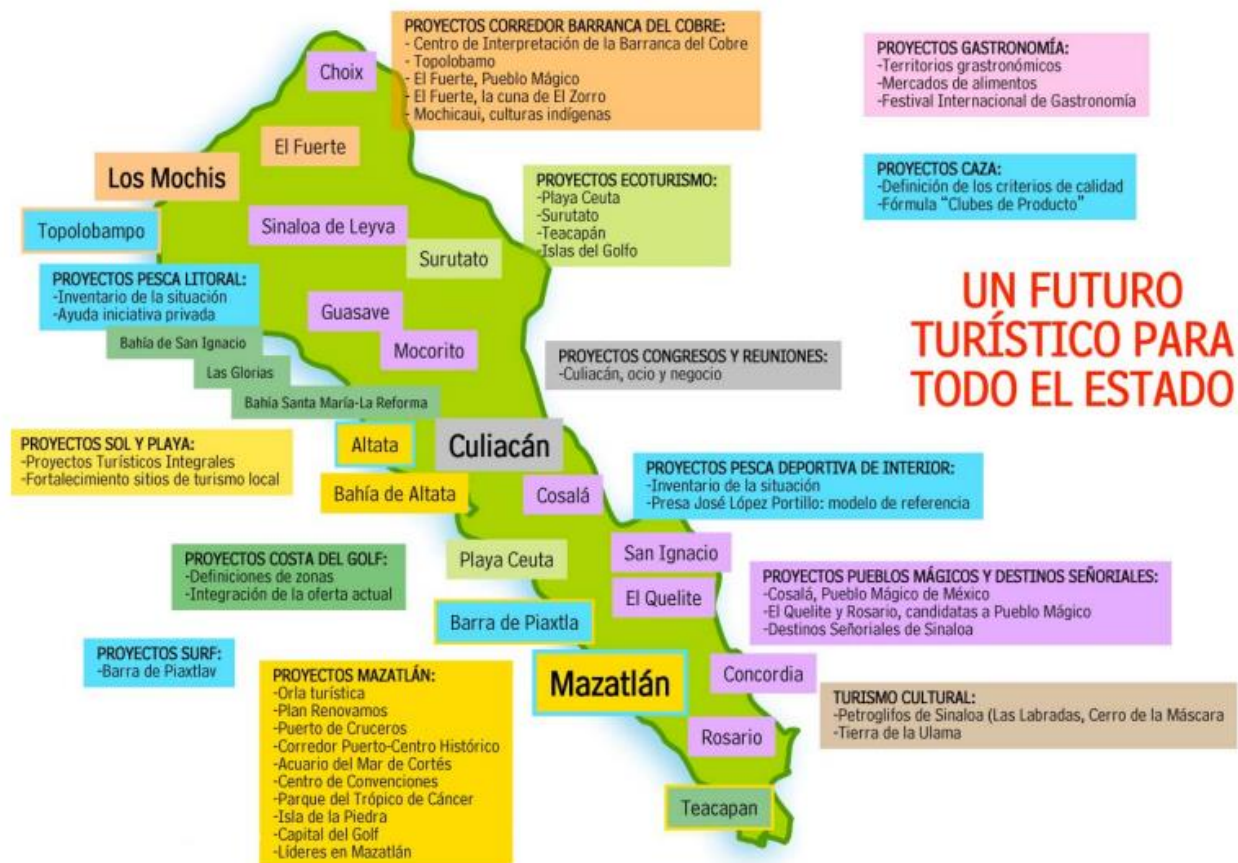 PROYECTOS CORREDOR BARRANCA DEL COBRE:
- Centro de Interpretación de la Barranca del Cobre
- Topolobamo
- El Fuerte, Pueblo Mágico
- El Fuerte, la cuna de El Zorro
- Mochicaui, culturas indígenas
PROYECTOS GASTRONOMÍA:
-Territorios grastronómicos
-Mercados de alimentos
-Festival Internacional de Gastronomía
Choix
El Fuerte
Los Mochis
PROYECTOS CAZA:
-Definición de los criterios de calidad
-Fórmula “Clubes de Producto”
PROYECTOS ECOTURISMO:
-Playa Ceuta
-Surutato
-Teacapán
-Islas del Golfo
Topolobampo
Sinaloa de Leyva
Surutato
PROYECTOS PESCA LITORAL:
-Inventario de la situación
-Ayuda iniciativa privada
UN FUTURO
TURÍSTICO PARA
TODO EL ESTADO
Guasave
Mocorito
Bahía de San Ignacio
Las Glorias
Bahia Santa María-La Reforma
PROYECTOS CONGRESOS Y REUNIONES:
-Culiacán, ocio y negocio
PROYECTOS SOL Y PLAYA:
-Proyectos Turísticos Integrales
-Fortalecimiento sitios de turismo local
Altata
Culiacán
Bahía de Altata
Cosalá
PROYECTOS PESCA DEPORTIVA DE INTERIOR:
-Inventario de la situación
-Presa José López Portillo: modelo de referencia
PROYECTOS COSTA DEL GOLF:
-Definiciones de zonas
-Integración de la oferta actual
Playa Ceuta
San Ignacio
El Quelite
PROYECTOS PUEBLOS MÁGICOS Y DESTINOS SEÑORIALES:
-Cosalá, Pueblo Mágico de México
-El Quelite y Rosario, candidatas a Pueblo Mágico
-Destinos Señoriales de Sinaloa
Barra de Piaxtla
PROYECTOS SURF:
-Barra de Piaxtlav
PROYECTOS MAZATLÁN:
-Orla turística
-Plan Renovamos
-Puerto de Cruceros
-Corredor Puerto-Centro Histórico
-Acuario del Mar de Cortés
-Centro de Convenciones
-Parque del Trópico de Cáncer
-Isla de la Piedra
-Capital del Golf
-Líderes en Mazatlán
Mazatlán
Concordia
Rosario
TURISMO CULTURAL:
-Petroglifos de Sinaloa (Las Labradas, Cerro de la Máscara
-Tierra de la Ulama
Teacapan